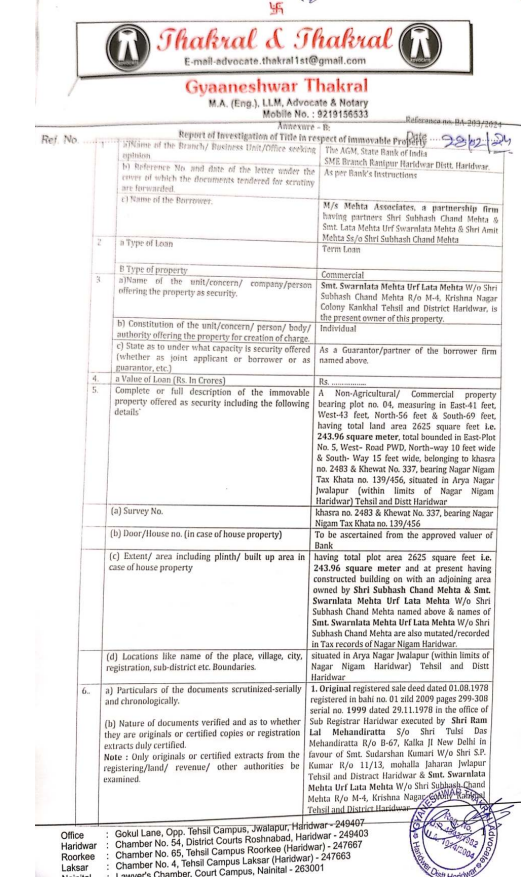 Thakral & Thakral
E-mail-advocate.thakral1st@gmail.com
Gyaaneshwar Thakral
M.A. (Eng.), LLM, Advocate & Notary
Mobile No. : 9219156533
Reference no. BA-203/2024
Annexure - B:
Ref. No.
Report of Investigation of Title in respect of immovable Property
Date
1
a)Name of the Branch/ Business Unit/Office seeking
opinion
The AGM, State Bank of India
SME Branch Ranipur Haridwar Distt. Haridwar.
b) Reference No and date of the letter under the
cover of which the documents tendered for scrutiny
are forwarded.
As per Bank's Instructions
c) Name of the Borrower.
M/s Mehta Associates, a partnership firm
having partners Shri Subhash Chand Mehta &
Smt. Lata Mehta Urf Swarnlata Mehta & Shri Amit
Mehta Ss/o Shri Subhash Chand Mehta
2
a Type of Loan
Term Loan
B Type of property
Commercial
3
a)Name of the unit/concern/ company/person
offering the property as security.
Smt. Swarnlata Mehta Urf Lata Mehta W/o Shri
Subhash Chand Mehta R/o M-4, Krishna Nagar
Colony Kankhal Tehsil and District Haridwar, is
the present owner of this property.
b) Constitution of the unit/concern/ person/ body/
authority offering the property for creation of charge.
Individual
c) State as to under what capacity is security offered
(whether as joint applicant or borrower or as
guarantor, etc.)
As a Guarantor/partner of the borrower firm
named above.
4.
a Value of Loan (Rs. In Crores)
Rs. ................
5.
Complete or full description of the immovable
property offered as security including the following
details'
A Non-Agricultural/ Commercial property
bearing plot no. 04, measuring in East-41 feet,
West-43 feet, North-56 feet & South-69 feet,
having total land area 2625 square feet i.e.
243.96 square meter, total bounded in East-Plot
No. 5, West- Road PWD, North-way 10 feet wide
& South- Way 15 feet wide, belonging to khasra
no. 2483 & Khewat No. 337, bearing Nagar Nigam
Tax Khata no. 139/456, situated in Arya Nagar
Jwalapur (within limits of Nagar Nigam
Haridwar) Tehsil and Distt Haridwar
(a) Survey No.
khasra no. 2483 & Khewat No. 337, bearing Nagar
Nigam Tax Khata no. 139/456
(b) Door/House no. (in case of house property)
To be ascertained from the approved valuer of
Bank
(c) Extent/ area including plinth/ built up area in
case of house property
having total plot area 2625 square feet i.e.
243.96 square meter and at present having
constructed building on with an adjoining area
owned by Shri Subhash Chand Mehta & Smt.
Swarnlata Mehta Urf Lata Mehta W/o Shri
Subhash Chand Mehta named above & names of
Smt. Swarnlata Mehta Urf Lata Mehta W/o Shri
Subhash Chand Mehta are also mutated/recorded
in Tax records of Nagar Nigam Haridwar.
(d) Locations like name of the place, village, city,
registration, sub-district etc. Boundaries.
situated in Arya Nagar Jwalapur (within limits of
Nagar Nigam Haridwar) Tehsil and Distt
Haridwar
6.
a) Particulars of the documents scrutinized-serially
and chronologically.
(b) Nature of documents verified and as to whether
they are originals or certified copies or registration
extracts duly certified.
Note : Only originals or certified extracts from the
registering/land/ revenue/ other authorities be
examined.
1. Original registered sale deed dated 01.08.1978
registered in bahi no. 01 zild 2009 pages 299-308
serial no. 1999 dated 29.11.1978 in the office of
Sub Registrar Haridwar executed by Shri Ram
Lal Mehandiratta S/o Shri Tulsi Das
Mehandiratta R/o B-67, Kalka JI New Delhi in
favour of Smt. Sudarshan Kumari W/o Shri S.P.
Kumar R/o 11/13, mohalla Jaharan Jwlapur
Tehsil and Distract Haridwar & Smt. Swarnlata
Mehta Urf Lata Mehta W/o Shri Subhash Chand
Mehta R/o M-4, Krishna Nagar
Tehsil and District Haridwar
Office : Gokul Lane, Opp. Tehsil Campus, Jwalapur, Haridwar - 249407
Haridwar : Chamber No. 54, District Courts Roshnabad, Haridwar - 249403
Roorkee : Chamber No. 65, Tehsil Campus Roorkee (Haridwar) - 247667
Laksar : Chamber No. 4, Tehsil Campus Laksar (Haridwar) - 247663
Nainital : Lawyer's Chamber, Court Campus, Nainital - 263001